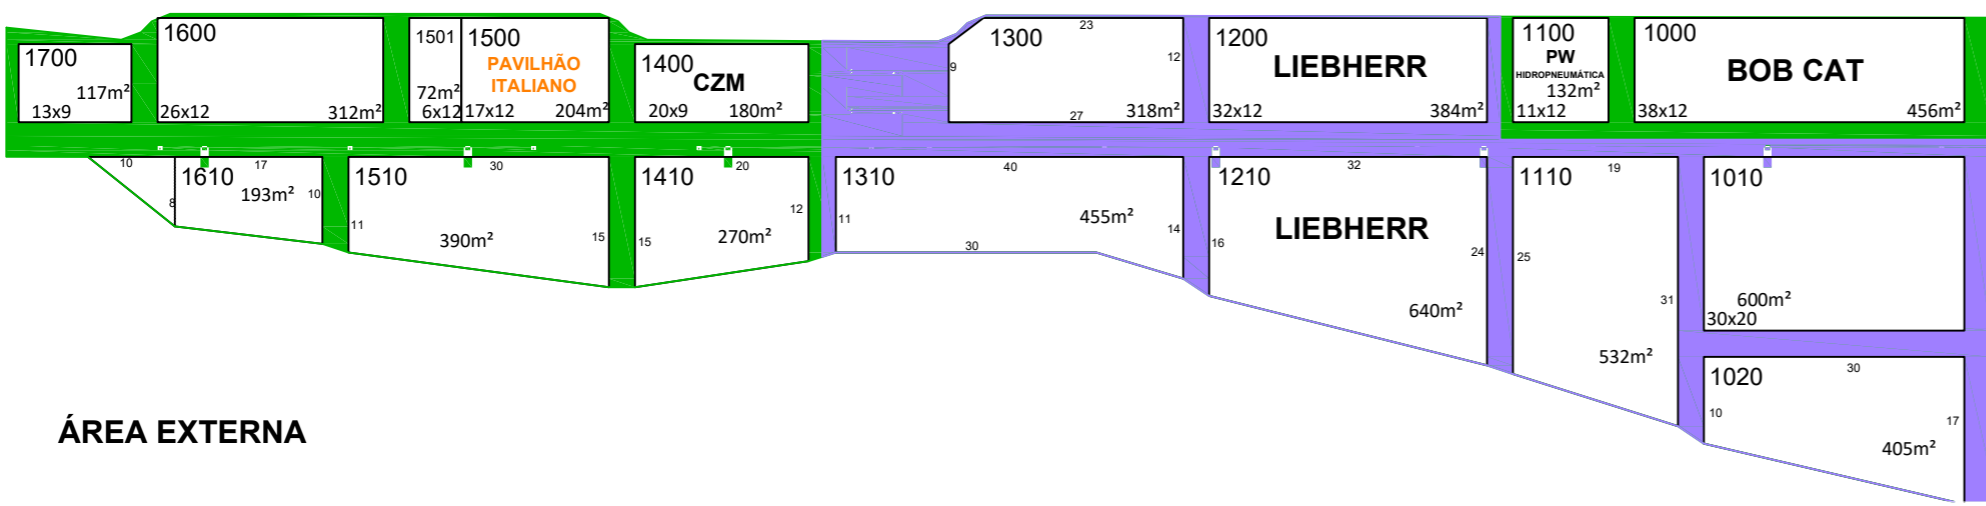 1700
117m²
13x9
1600
26x12
312m²
1501
72m²
6x12
1500
PAVILHÃO
ITALIANO
17x12
204m²
1400
CZM
20x9
180m²
1300
23
12
9
27
318m²
1200
LIEBHERR
32x12
384m²
1100
PW
HIDROPNEUMÁTICA
132m²
11x12
1000
BOB CAT
38x12
456m²
10
17
1610
193m²
10
8
30
1510
11
390m²
15
20
1410
12
15
270m²
40
1310
11
455m²
14
30
32
1210
LIEBHERR
16
24
640m²
19
1110
25
31
532m²
1010
600m²
30x20
1020
30
10
17
405m²
ÁREA EXTERNA